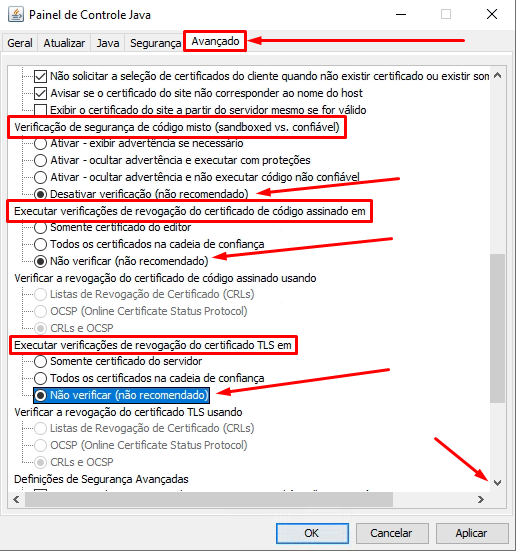 Painel de Controle Java
Geral Atualizar Java Segurança Avançado
Não solicitar a seleção de certificados do cliente quando não existir certificado ou existir som
Avisar se o certificado do site não corresponder ao nome do host
Exibir o certificado do site a partir do servidor mesmo se for válido
Verificação de segurança de código misto (sandboxed vs. confiável)
Ativar - exibir advertência se necessário
Ativar - ocultar advertência e executar com proteções
Ativar - ocultar advertência e não executar código não confiável
Desativar verificação (não recomendado)
Executar verificações de revogação do certificado de código assinado em
Somente certificado do editor
Todos os certificados na cadeia de confiança
Não verificar (não recomendado)
Verificar a revogação do certificado de código assinado usando
Listas de Revogação de Certificado (CRLs)
OCSP (Online Certificate Status Protocol)
CRLs e OCSP
Executar verificações de revogação do certificado TLS em
Somente certificado do servidor
Todos os certificados na cadeia de confiança
Não verificar (não recomendado)
Verificar a revogação do certificado TLS usando
Listas de Revogação de Certificado (CRLs)
OCSP (Online Certificate Status Protocol)
CRLs e OCSP
Definições de Segurança Avançadas
OK Cancelar Aplicar